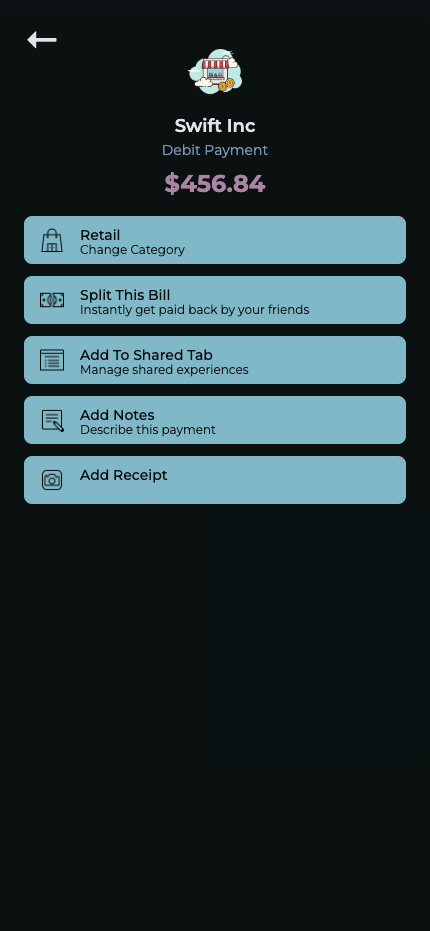 Swift Inc
Debit Payment
$456.84
Retail
Change Category
Split This Bill
Instantly get paid back by your friends
Add To Shared Tab
Manage shared experiences
Add Notes
Describe this payment
Add Receipt